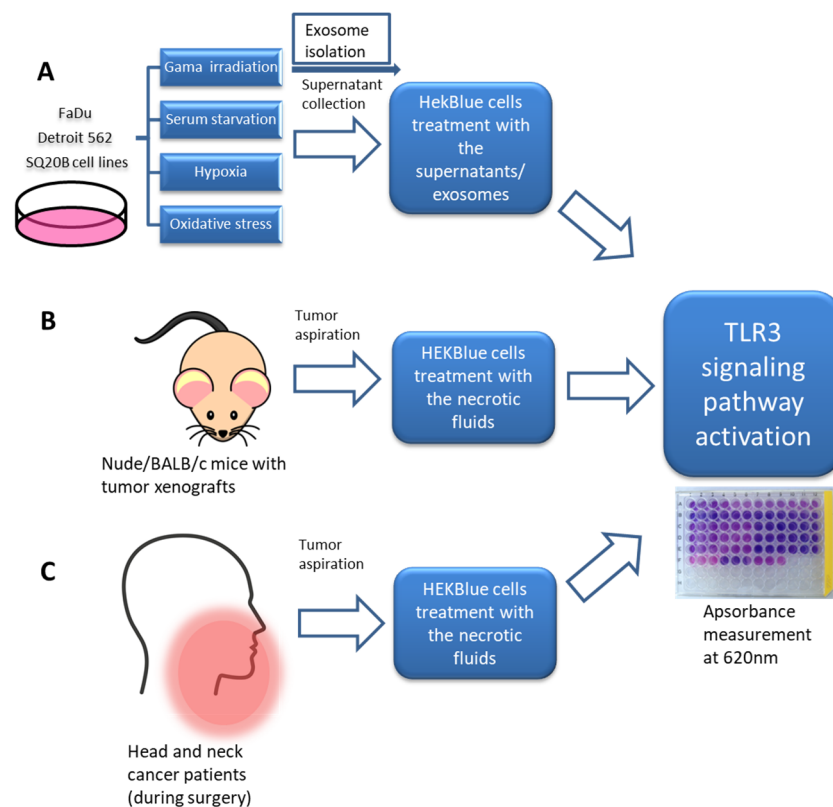 A
FaDu
Detroit 562
SQ20B cell lines
Gama irradiation
Serum starvation
Hypoxia
Oxidative stress
Exosome
isolation
Supernatant
collection
HekBlue cells
treatment with
the
supernatants/
exosomes
B
Nude/BALB/c mice with
tumor xenografts
Tumor
aspiration
HEKBlue cells
treatment with
the necrotic
fluids
TLR3
signaling
pathway
activation
C
Head and neck
cancer patients
(during surgery)
Tumor
aspiration
HEKBlue cells
treatment with
the necrotic
fluids
Apsorbance
measurement
at 620nm